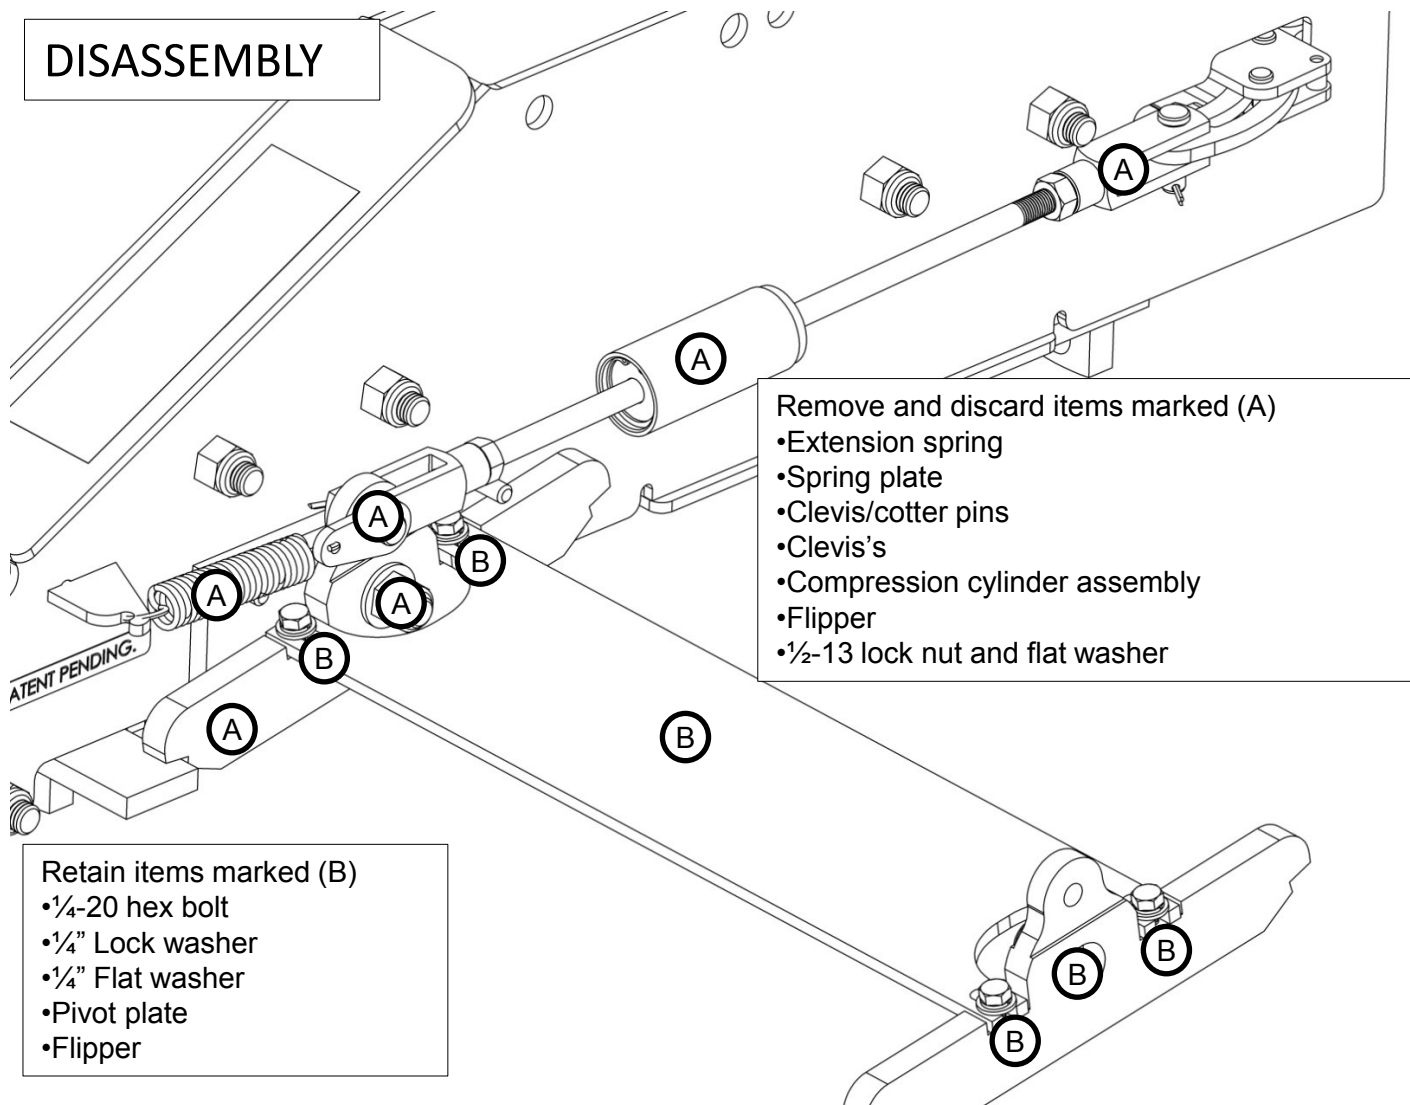 DISASSEMBLY
A
A
Remove and discard items marked (A)
•Extension spring
•Spring plate
•Clevis/cotter pins
•Clevis's
•Compression cylinder assembly
•Flipper
•½-13 lock nut and flat washer
A
B
A
A
B
ATENT PENDING.
A
B
Retain items marked (B)
•¼-20 hex bolt
•¼” Lock washer
•¼” Flat washer
•Pivot plate
•Flipper
B
B
B